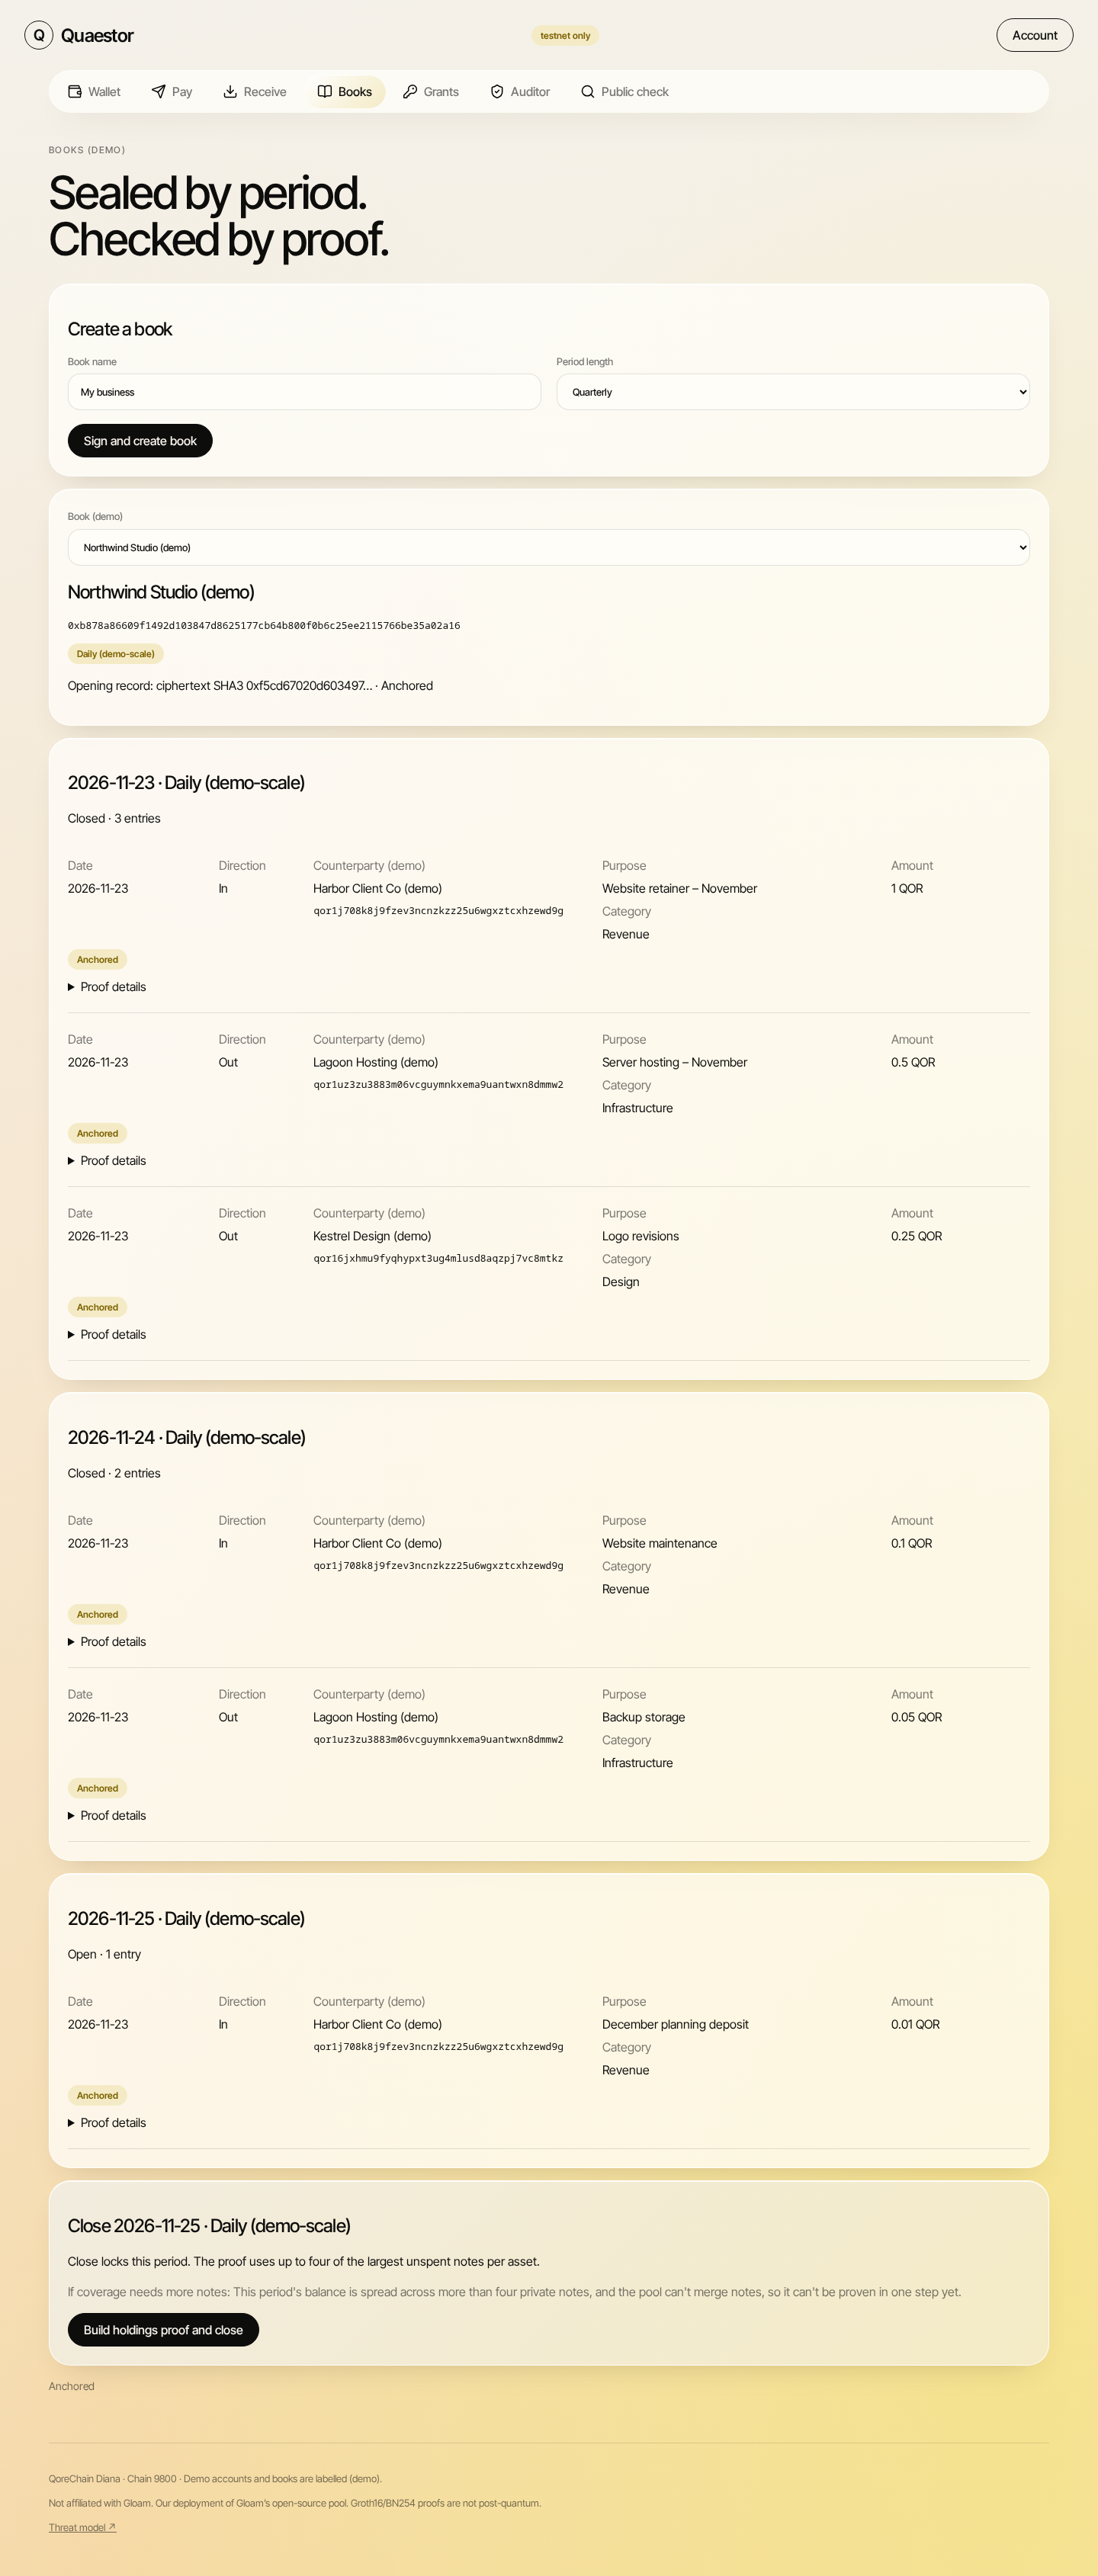 Q Quaestor
testnet only
Account
Wallet Pay Receive Books Grants Auditor Public check
BOOKS (DEMO)
Sealed by period.
Checked by proof.
Create a book
Book name Period length
My business Quarterly
Sign and create book
Book (demo)
Northwind Studio (demo)
Northwind Studio (demo)
0xb878a86609f1492d103847d8625177cb64b800f0b6c25ee2115766be35a02a16
Daily (demo-scale)
Opening record: ciphertext SHA3 0xf5cd67020d603497… · Anchored
2026-11-23 · Daily (demo-scale)
Closed · 3 entries
Date Direction Counterparty (demo) Purpose Amount
2026-11-23 In Harbor Client Co (demo) Website retainer – November 1 QOR
qor1j708k8j9fzev3ncnzkzz25u6wgxztcxhzewd9g Category
Revenue
Anchored
Proof details
Date Direction Counterparty (demo) Purpose Amount
2026-11-23 Out Lagoon Hosting (demo) Server hosting – November 0.5 QOR
qor1uz3zu3883m06vcguymnkxema9uantwxn8dmmw2 Category
Infrastructure
Anchored
Proof details
Date Direction Counterparty (demo) Purpose Amount
2026-11-23 Out Kestrel Design (demo) Logo revisions 0.25 QOR
qor16jxhmu9fyqhypxt3ug4mlusd8aqzpj7vc8mtkz Category
Design
Anchored
Proof details
2026-11-24 · Daily (demo-scale)
Closed · 2 entries
Date Direction Counterparty (demo) Purpose Amount
2026-11-23 In Harbor Client Co (demo) Website maintenance 0.1 QOR
qor1j708k8j9fzev3ncnzkzz25u6wgxztcxhzewd9g Category
Revenue
Anchored
Proof details
Date Direction Counterparty (demo) Purpose Amount
2026-11-23 Out Lagoon Hosting (demo) Backup storage 0.05 QOR
qor1uz3zu3883m06vcguymnkxema9uantwxn8dmmw2 Category
Infrastructure
Anchored
Proof details
2026-11-25 · Daily (demo-scale)
Open · 1 entry
Date Direction Counterparty (demo) Purpose Amount
2026-11-23 In Harbor Client Co (demo) December planning deposit 0.01 QOR
qor1j708k8j9fzev3ncnzkzz25u6wgxztcxhzewd9g Category
Revenue
Anchored
Proof details
Close 2026-11-25 · Daily (demo-scale)
Close locks this period. The proof uses up to four of the largest unspent notes per asset.
If coverage needs more notes: This period's balance is spread across more than four private notes, and the pool can't merge notes, so it can't be proven in one step yet.
Build holdings proof and close
Anchored
QoreChain Diana · Chain 9800 · Demo accounts and books are labelled (demo).
Not affiliated with Gloam. Our deployment of Gloam's open-source pool. Groth16/BN254 proofs are not post-quantum.
Threat model ↗